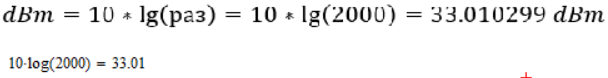 dBm = 10 * lg(раз) = 10 * lg(2000) = 33.010299 dBm
10·log(2000) = 33.01